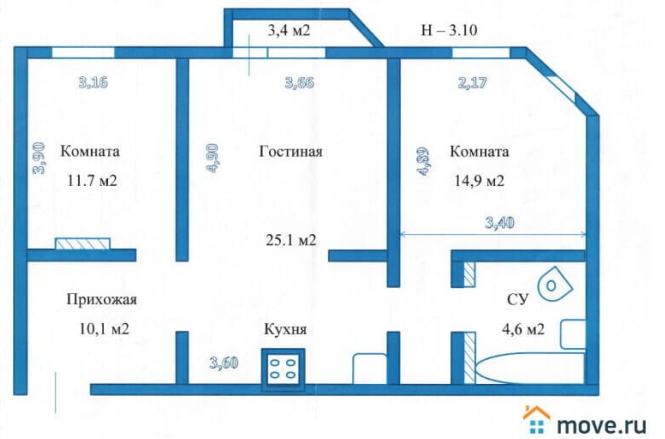 3,4 м2
Н – 3.10
3,16
3,66
2,17
3,90
Комната
11.7 м2
4,90
Гостиная
4,89
Комната
14,9 м2
3,40
25.1 м2
Прихожая
10,1 м2
Кухня
3,60
СУ
4,6 м2
move.ru